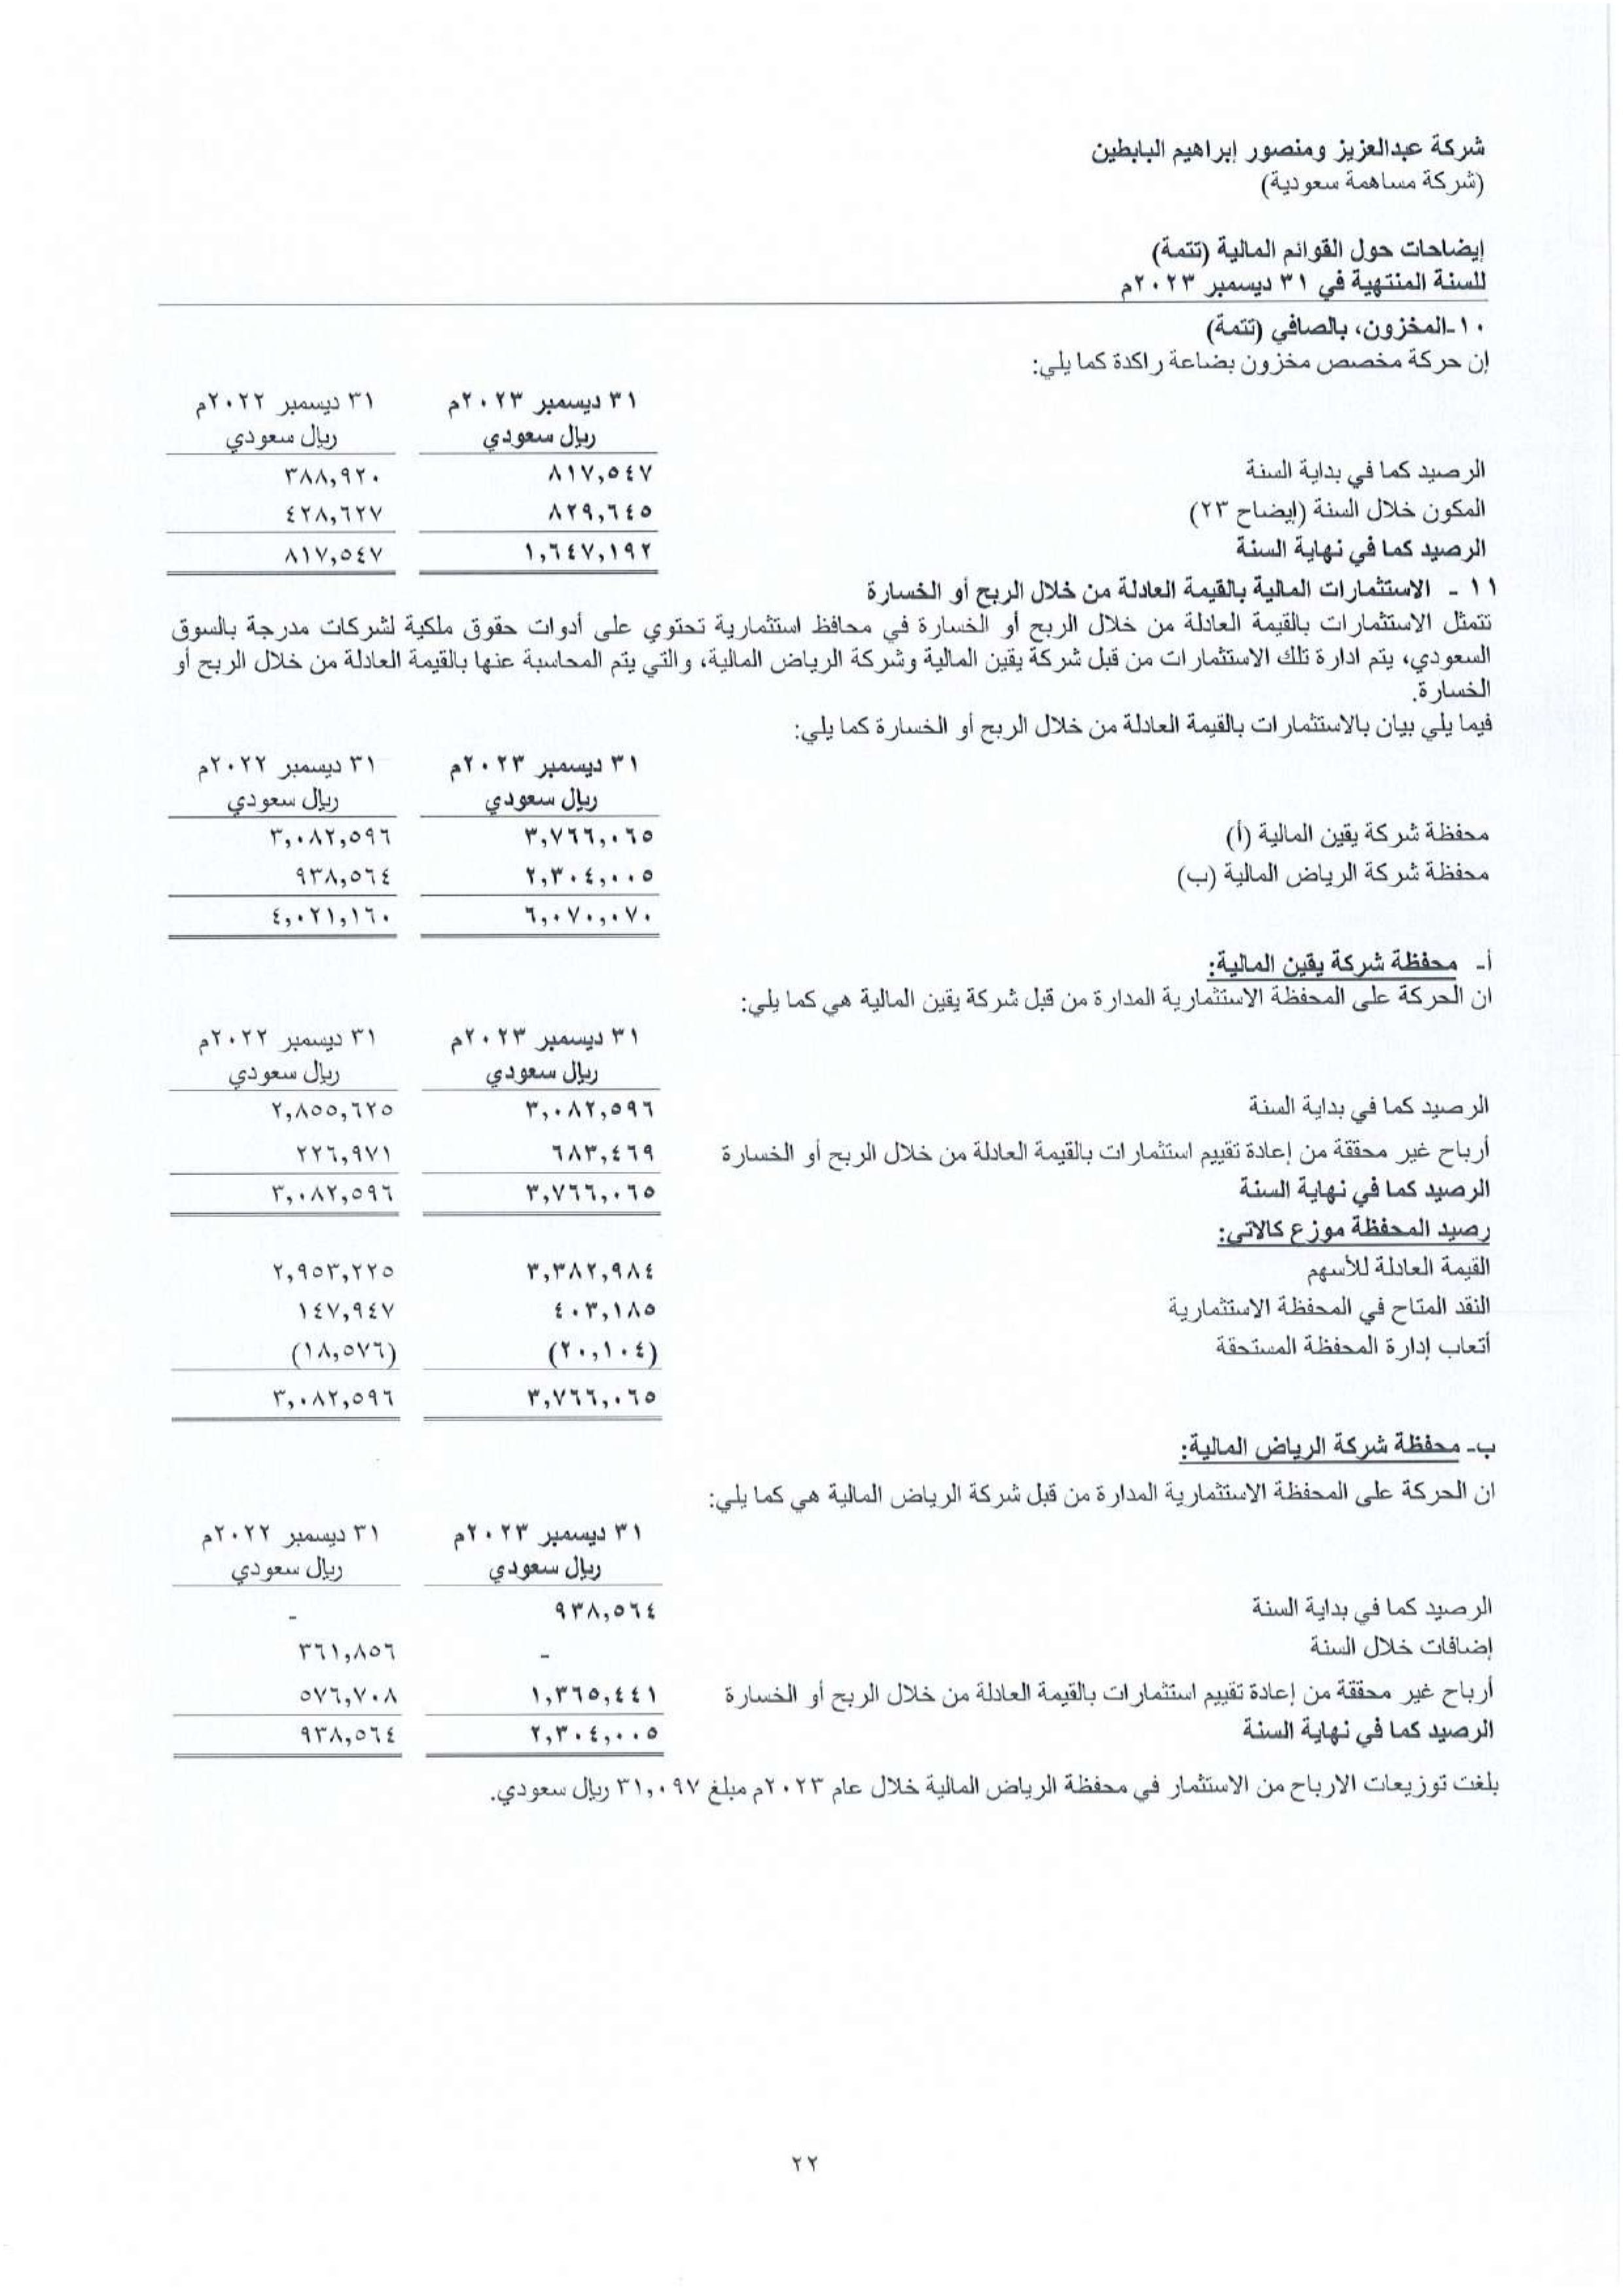 شركة عبدالعزيز ومنصور إبراهيم البابطين
(شركة مساهمة سعودية)
إيضاحات حول القوائم المالية (تتمة)
للسنة المنتهية في ٣١ ديسمبر ٢٠٢٣م
١٠-المخزون، بالصافي (تتمة)
إن حركة مخصص مخزون بضاعة راكدة كما يلي:
٣١ ديسمبر ٢٠٢٣م ٣١ ديسمبر ٢٠٢٢م
ريال سعودي ريال سعودي
الرصيد كما في بداية السنة ٨١٧,٥٤٧ ٣٨٨,٩٢٠
المكون خلال السنة (إيضاح ٢٣) ٨٢٩,٦٤٥ ٤٢٨,٦٢٧
الرصيد كما في نهاية السنة ١,٦٤٧,١٩٢ ٨١٧,٥٤٧
١١ - الاستثمارات المالية بالقيمة العادلة من خلال الربح أو الخسارة
تتمثل الاستثمارات بالقيمة العادلة من خلال الربح أو الخسارة في محافظ استثمارية تحتوي على أدوات حقوق ملكية لشركات مدرجة بالسوق
السعودي، يتم ادارة تلك الاستثمارات من قبل شركة يقين المالية وشركة الرياض المالية، والتي يتم المحاسبة عنها بالقيمة العادلة من خلال الربح أو
الخسارة.
فيما يلي بيان بالاستثمارات بالقيمة العادلة من خلال الربح أو الخسارة كما يلي:
٣١ ديسمبر ٢٠٢٣م ٣١ ديسمبر ٢٠٢٢م
ريال سعودي ريال سعودي
محفظة شركة يقين المالية (أ) ٣,٧٦٦,٠٦٥ ٣,٠٨٢,٥٩٦
محفظة شركة الرياض المالية (ب) ٢,٣٠٤,٠٠٥ ٩٣٨,٥٦٤
٦,٠٧٠,٠٧٠ ٤,٠٢١,١٦٠
أ- محفظة شركة يقين المالية:
ان الحركة على المحفظة الاستثمارية المدارة من قبل شركة يقين المالية هي كما يلي:
٣١ ديسمبر ٢٠٢٣م ٣١ ديسمبر ٢٠٢٢م
ريال سعودي ريال سعودي
الرصيد كما في بداية السنة ٣,٠٨٢,٥٩٦ ٢,٨٥٥,٦٢٥
أرباح غير محققة من إعادة تقييم استثمارات بالقيمة العادلة من خلال الربح أو الخسارة ٦٨٣,٤٦٩ ٢٢٦,٩٧١
الرصيد كما في نهاية السنة ٣,٧٦٦,٠٦٥ ٣,٠٨٢,٥٩٦
رصيد المحفظة موزع كالاتي:
القيمة العادلة للأسهم ٣,٣٨٢,٩٨٤ ٢,٩٥٣,٢٢٥
النقد المتاح في المحفظة الاستثمارية ٤٠٣,١٨٥ ١٤٧,٩٤٧
أتعاب إدارة المحفظة المستحقة (٢٠,١٠٤) (١٨,٥٧٦)
٣,٧٦٦,٠٦٥ ٣,٠٨٢,٥٩٦
ب- محفظة شركة الرياض المالية:
ان الحركة على المحفظة الاستثمارية المدارة من قبل شركة الرياض المالية هي كما يلي:
٣١ ديسمبر ٢٠٢٣م ٣١ ديسمبر ٢٠٢٢م
ريال سعودي ريال سعودي
الرصيد كما في بداية السنة ٩٣٨,٥٦٤ -
إضافات خلال السنة - ٣٦١,٨٥٦
أرباح غير محققة من إعادة تقييم استثمارات بالقيمة العادلة من خلال الربح أو الخسارة ١,٣٦٥,٤٤١ ٥٧٦,٧٠٨
الرصيد كما في نهاية السنة ٢,٣٠٤,٠٠٥ ٩٣٨,٥٦٤
بلغت توزيعات الارباح من الاستثمار في محفظة الرياض المالية خلال عام ٢٠٢٣م مبلغ ٣١,٠٩٧ ريال سعودي.
٢٢